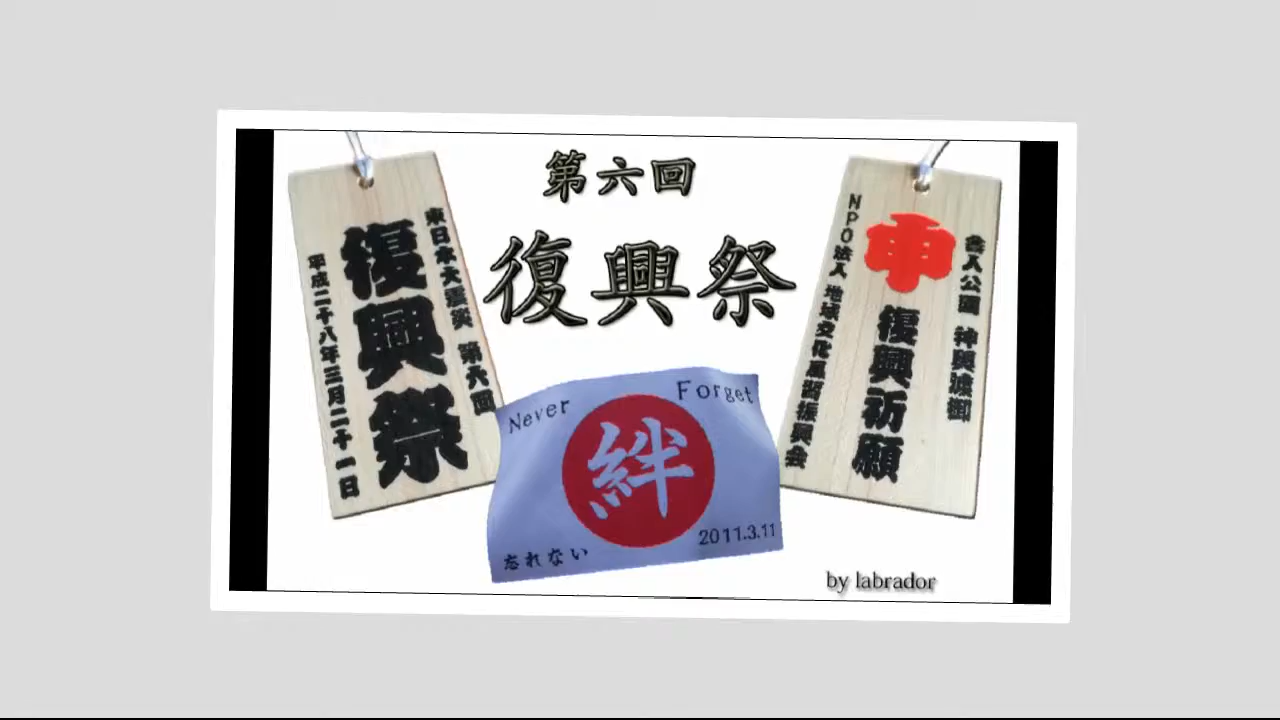 第六回
復興祭
東日本大震災 第六回
復興祭
平成二十八年三月二十一日
舎人公園 神輿渡御
申
復興祈願
NPO法人 地域文化風習振興会
Never Forget
絆
忘れない
2011.3.11
by labrador